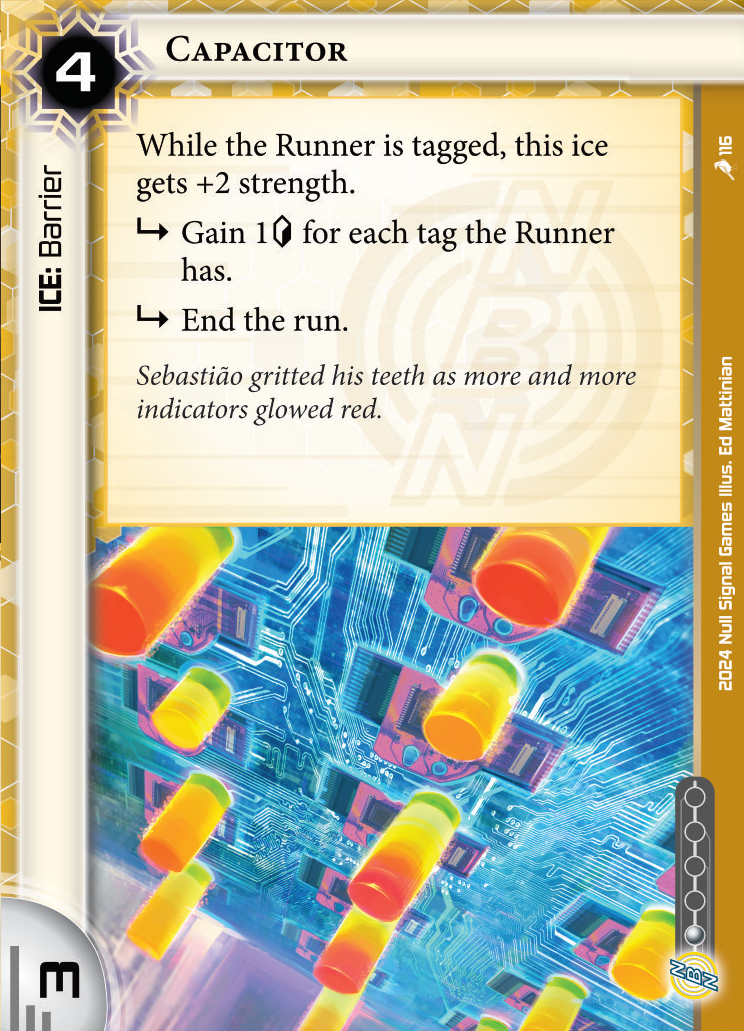 4
CAPACITOR
ICE: Barrier
While the Runner is tagged, this ice
gets +2 strength.
↳ Gain 1 for each tag the Runner
has.
↳ End the run.
Sebastião gritted his teeth as more and more
indicators glowed red.
NBN
116
2024 Null Signal Games Illus. Ed Mattinian
3
NBN